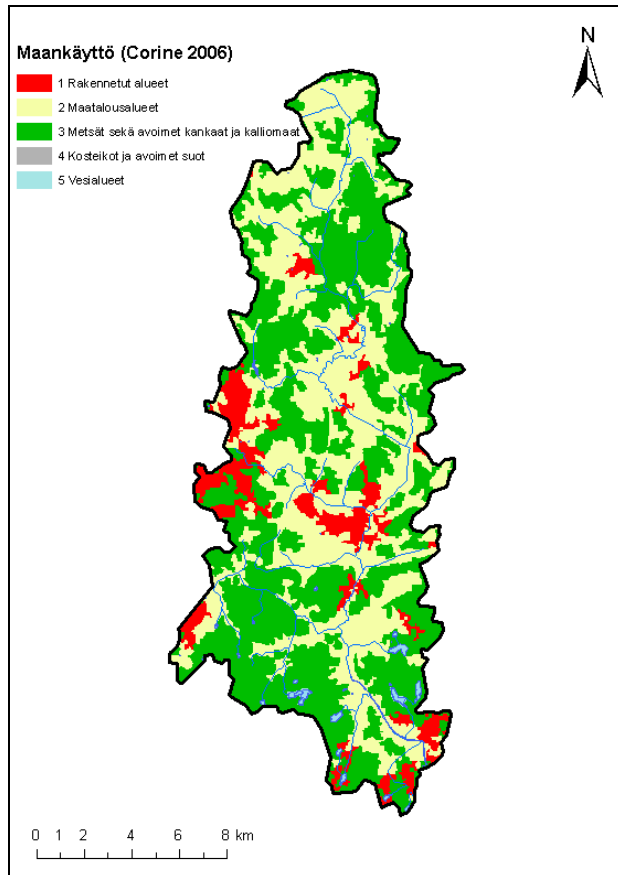 Maankäyttö (Corine 2006)
1 Rakennetut alueet
2 Maatalousalueet
3 Metsät sekä avoimet kankaat ja kalliomaat
4 Kosteikot ja avoimet suot
5 Vesialueet
N
0 1 2 4 6 8 km